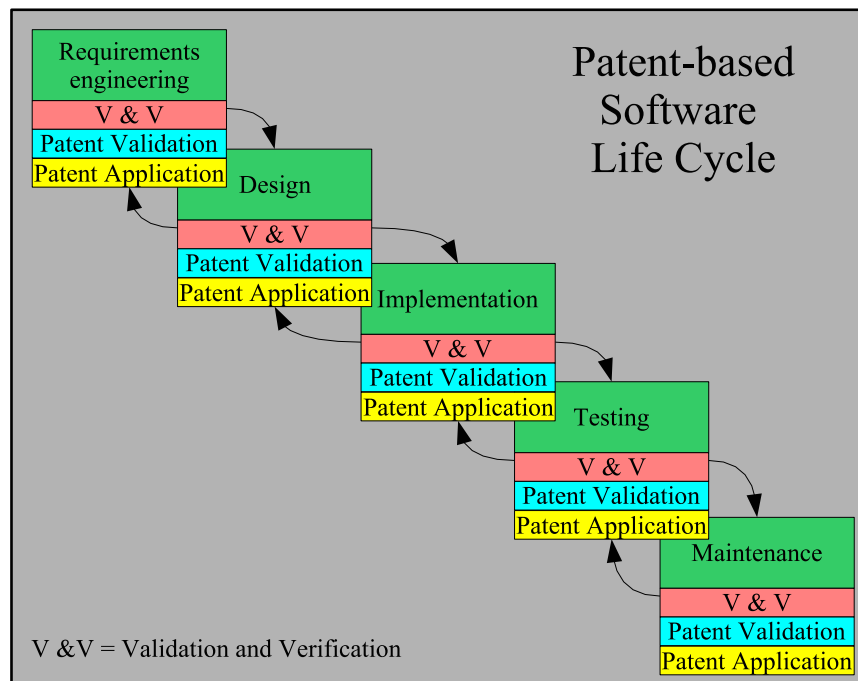 Patent-based
Software
Life Cycle
Requirements
engineering
V & V
Patent Validation
Patent Application
Design
V & V
Patent Validation
Patent Application
Implementation
V & V
Patent Validation
Patent Application
Testing
V & V
Patent Validation
Patent Application
Maintenance
V & V
Patent Validation
Patent Application
V &V = Validation and Verification